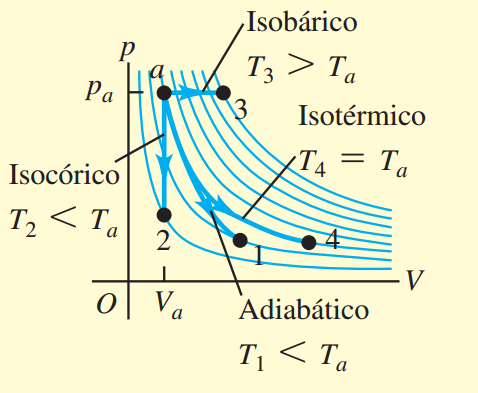 Isobárico
T₃ > Tₐ
p
pₐ
a
3
Isotérmico
T₄ = Tₐ
Isocórico
T₂ < Tₐ
2
1
4
O
Vₐ
V
Adiabático
T₁ < Tₐ